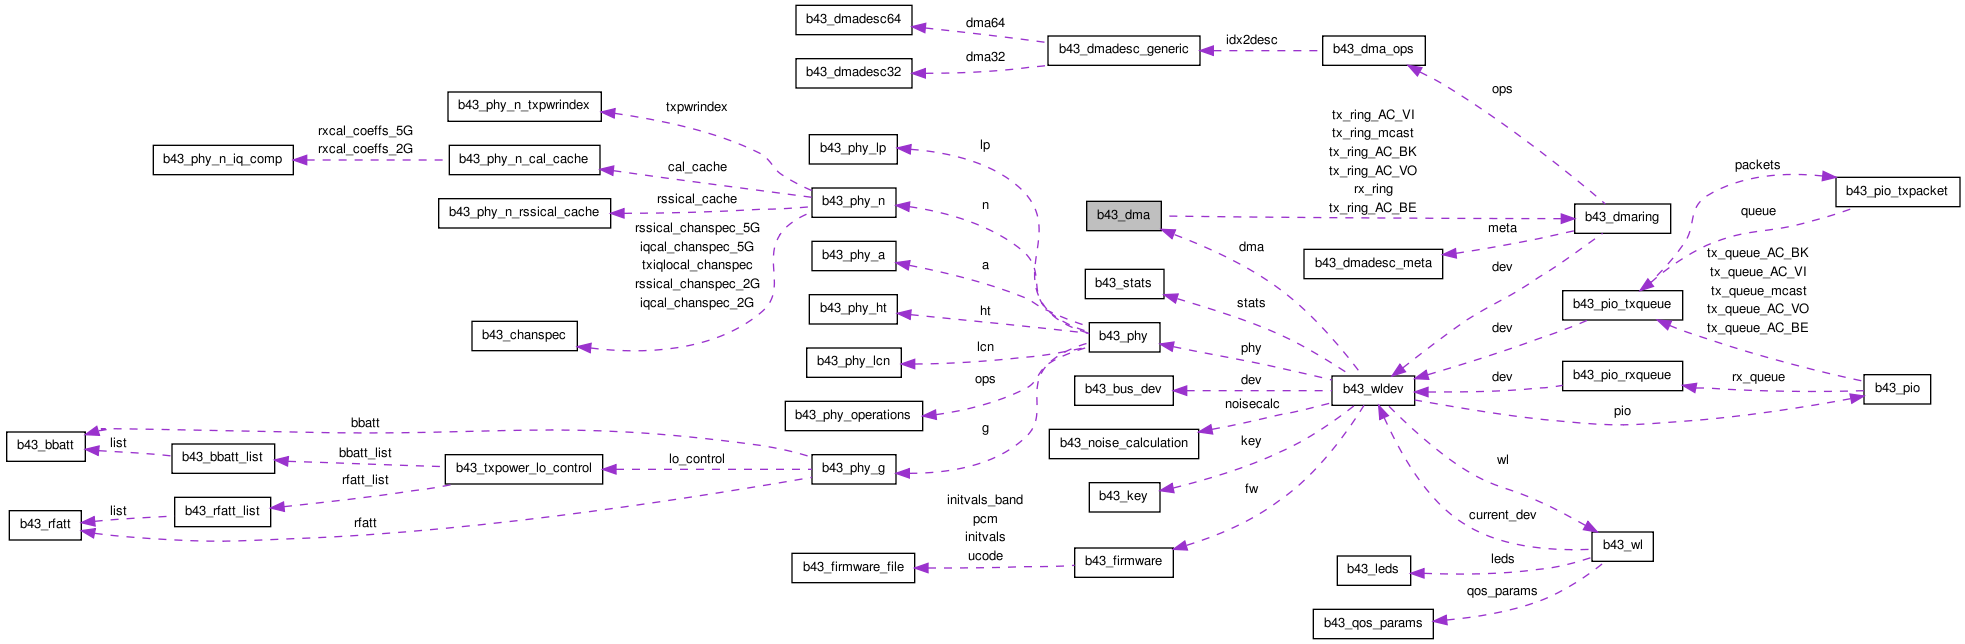 b43_dmadesc64
dma64
b43_dmadesc_generic
idx2desc
b43_dma_ops
dma32
b43_dmadesc32
ops
b43_phy_n_txpwrindex
txpwrindex
tx_ring_AC_VI
tx_ring_mcast
tx_ring_AC_BK
tx_ring_AC_VO
rx_ring
tx_ring_AC_BE
rxcal_coeffs_5G
rxcal_coeffs_2G
b43_phy_n_iq_comp
b43_phy_n_cal_cache
cal_cache
b43_phy_lp
lp
packets
b43_pio_txpacket
b43_phy_n_rssical_cache
rssical_cache
b43_phy_n
n
b43_dma
b43_dmaring
queue
rssical_chanspec_5G
iqcal_chanspec_5G
txiqlocal_chanspec
rssical_chanspec_2G
iqcal_chanspec_2G
b43_phy_a
a
dma
meta
b43_dmadesc_meta
dev
tx_queue_AC_BK
tx_queue_AC_VI
tx_queue_mcast
tx_queue_AC_VO
tx_queue_AC_BE
b43_stats
stats
b43_phy_ht
ht
b43_pio_txqueue
b43_chanspec
b43_phy
phy
dev
b43_phy_lcn
lcn
b43_bus_dev
dev
b43_wldev
dev
b43_pio_rxqueue
rx_queue
b43_pio
ops
b43_phy_operations
noisecalc
pio
b43_bbatt
list
b43_bbatt_list
bbatt
bbatt_list
g
b43_noise_calculation
key
wl
b43_txpower_lo_control
lo_control
b43_phy_g
rfatt_list
b43_key
fw
b43_rfatt
list
b43_rfatt_list
rfatt
current_dev
initvals_band
pcm
initvals
ucode
b43_firmware_file
b43_firmware
b43_wl
leds
b43_leds
qos_params
b43_qos_params